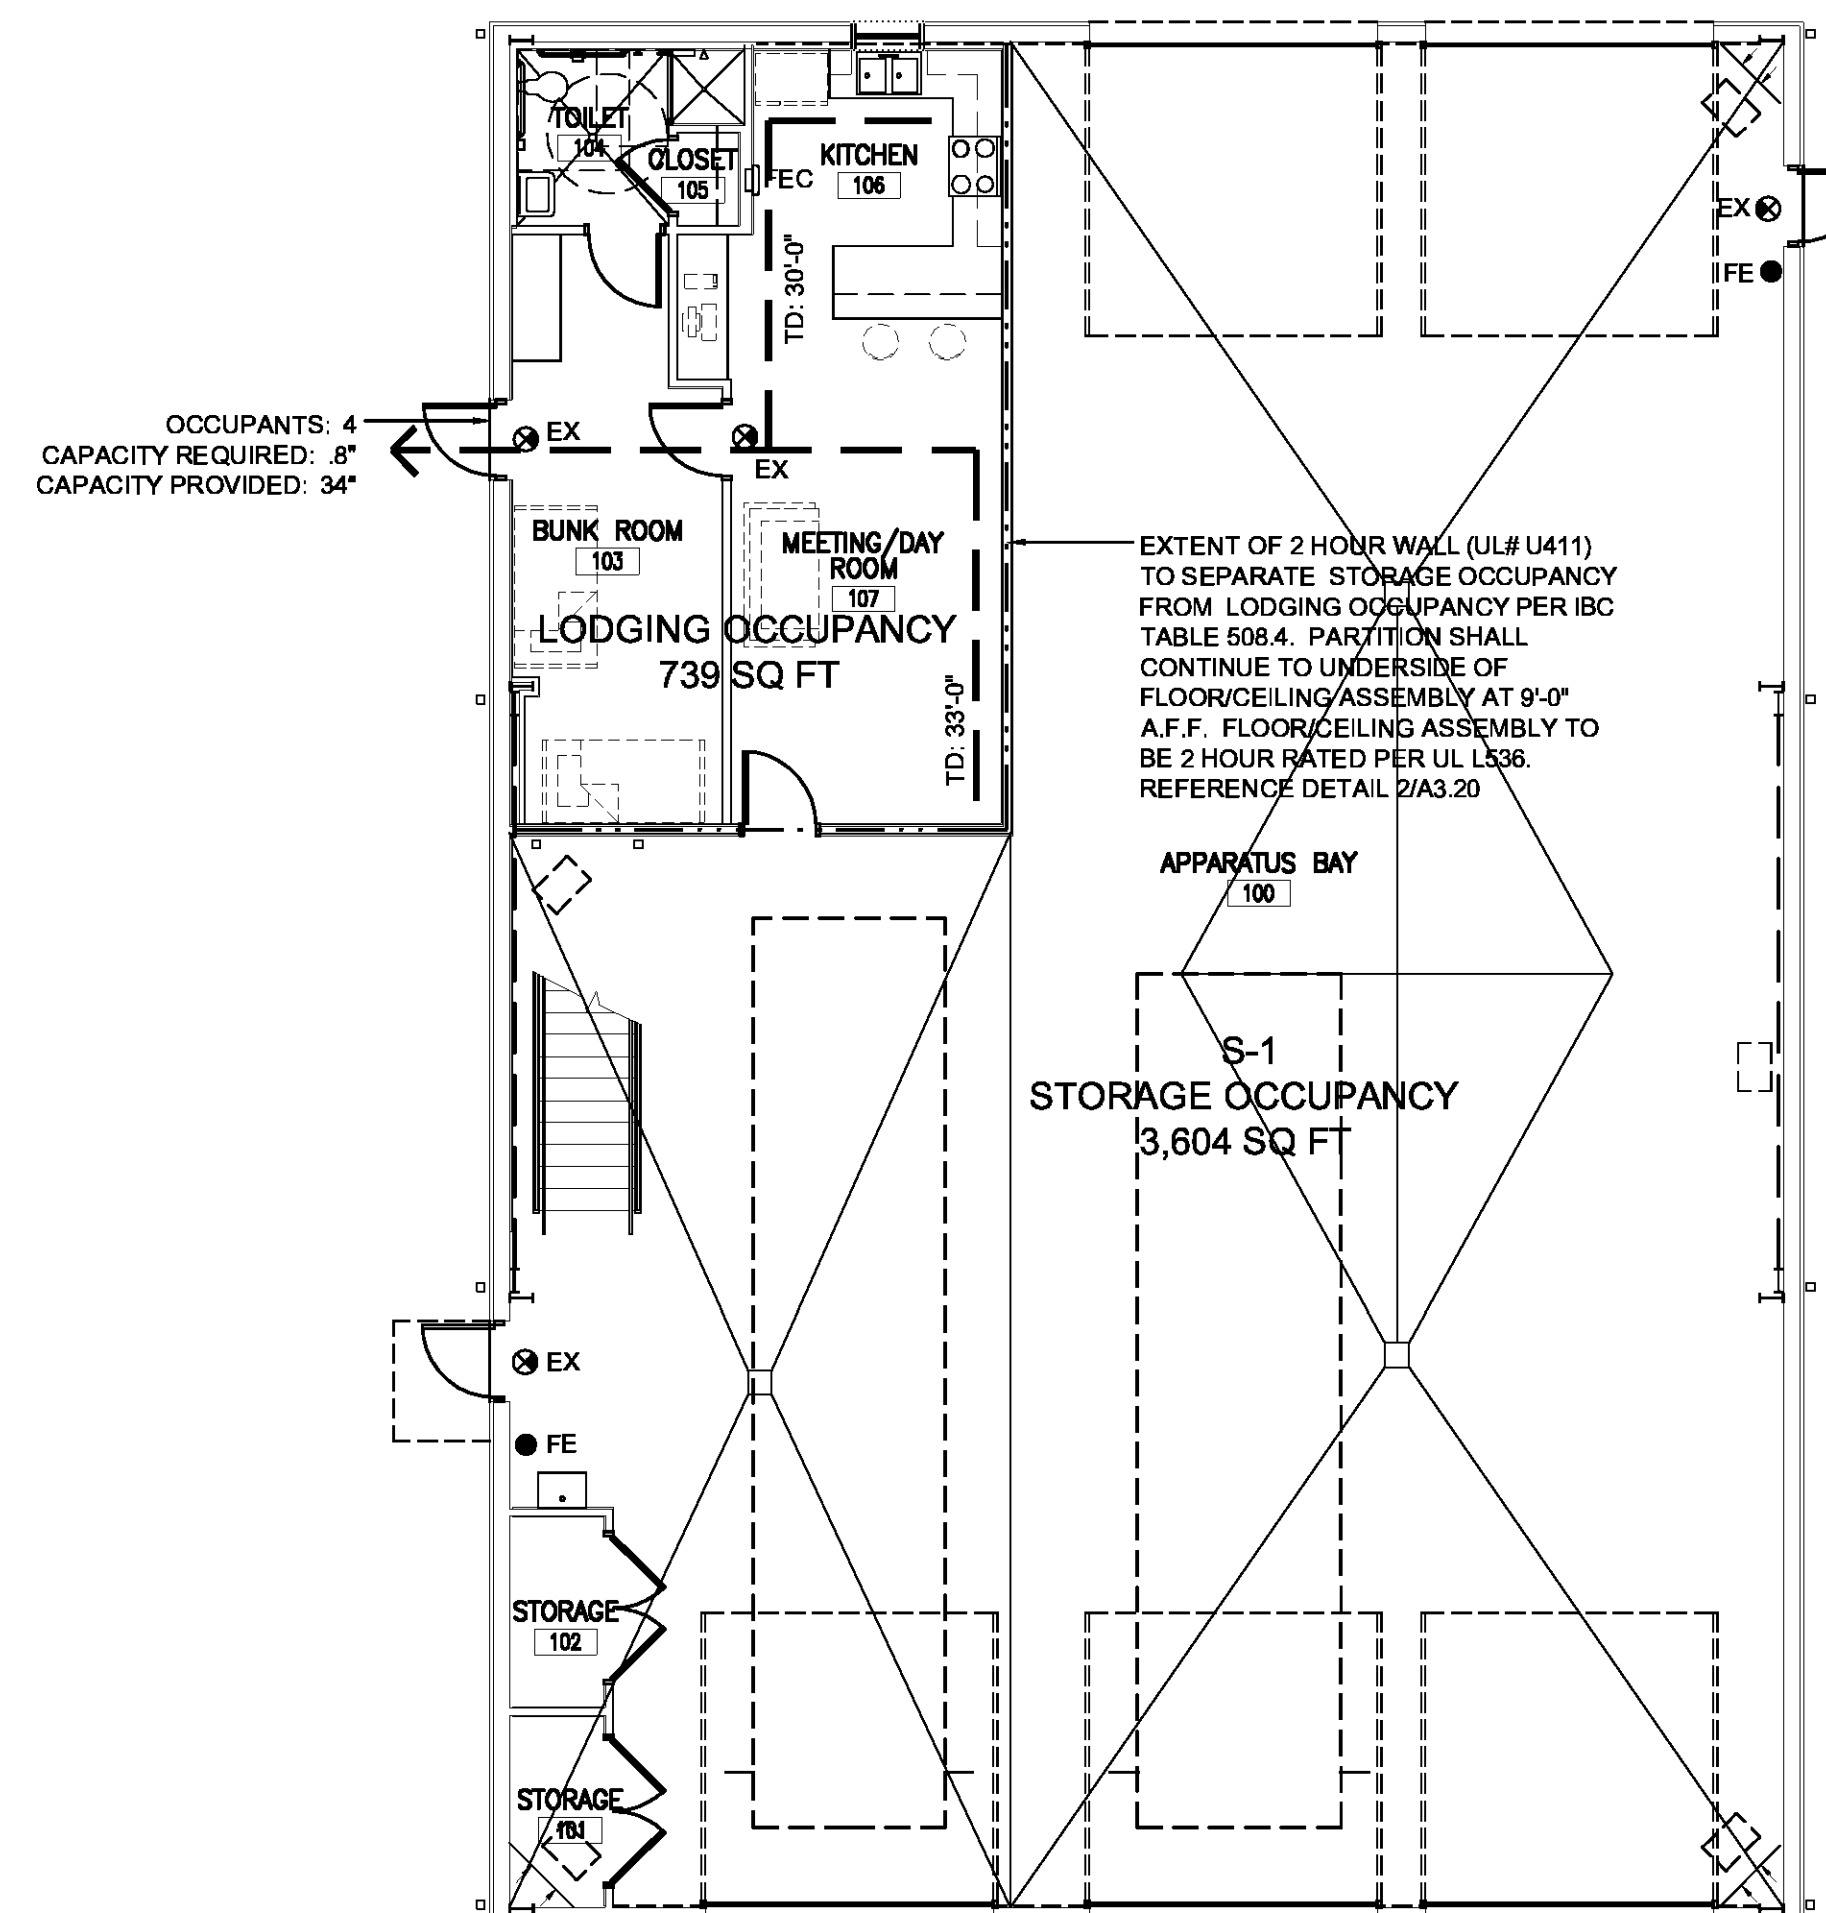 TOILET
104
CLOSET
105
FEC
KITCHEN
106
EX
FE
TD: 30'-0"
OCCUPANTS: 4
CAPACITY REQUIRED: .8"
CAPACITY PROVIDED: 34"
EX
EX
BUNK ROOM
103
MEETING/DAY
ROOM
107
LODGING OCCUPANCY
739 SQ FT
TD: 33'-0"
EXTENT OF 2 HOUR WALL (UL# U411)
TO SEPARATE STORAGE OCCUPANCY
FROM LODGING OCCUPANCY PER IBC
TABLE 508.4. PARTITION SHALL
CONTINUE TO UNDERSIDE OF
FLOOR/CEILING ASSEMBLY AT 9'-0"
A.F.F. FLOOR/CEILING ASSEMBLY TO
BE 2 HOUR RATED PER UL L536.
REFERENCE DETAIL 2/A3.20
APPARATUS BAY
100
S-1
STORAGE OCCUPANCY
3,604 SQ FT
EX
FE
STORAGE
102
STORAGE
101